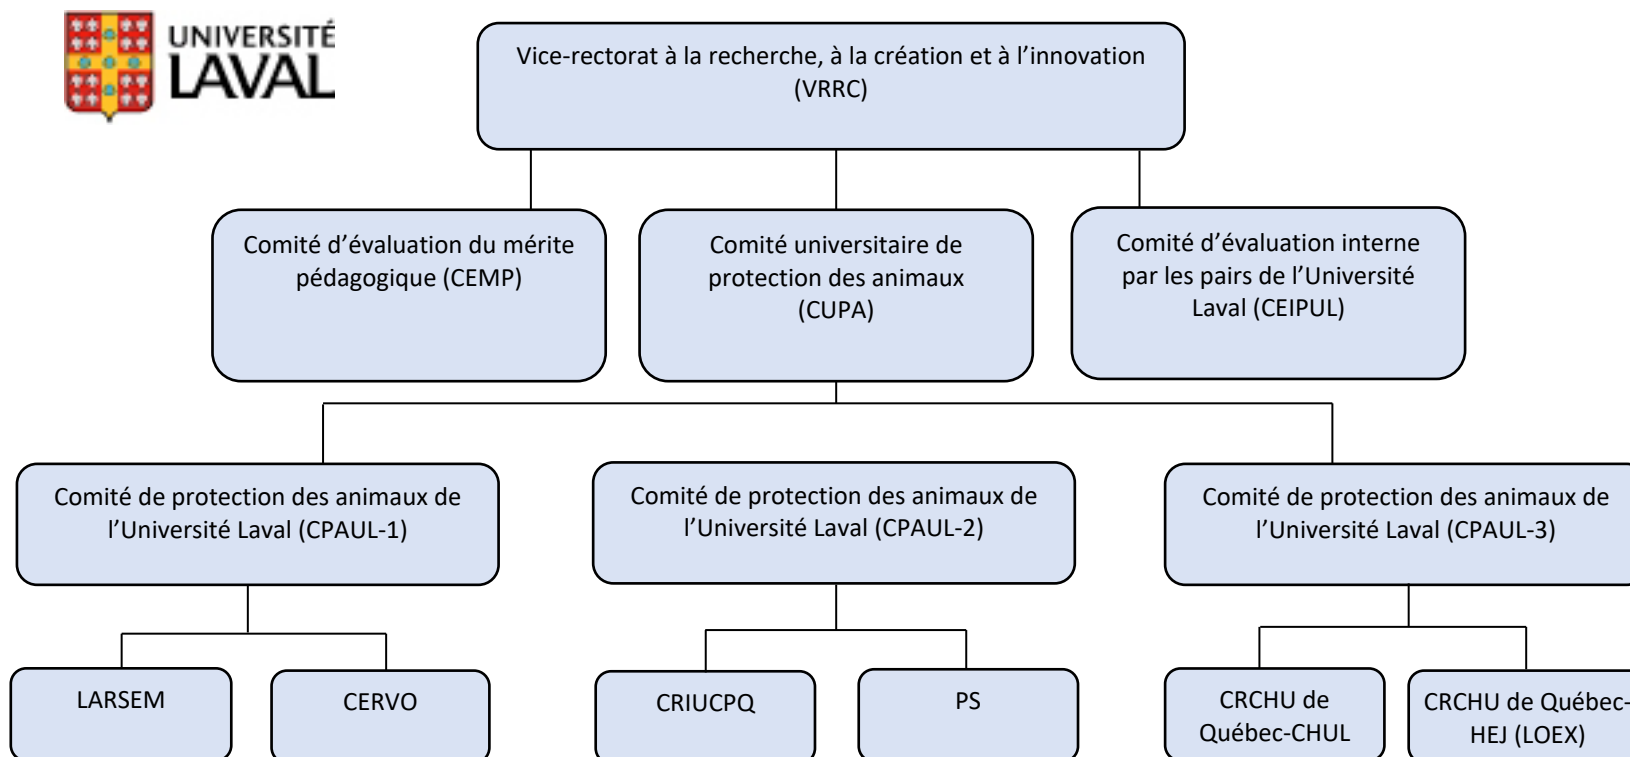 UNIVERSITÉ
LAVAL
Vice-rectorat à la recherche, à la création et à l’innovation
(VRRC)
Comité d’évaluation du mérite
pédagogique (CEMP)
Comité universitaire de
protection des animaux
(CUPA)
Comité d’évaluation interne
par les pairs de l’Université
Laval (CEIPUL)
Comité de protection des animaux de
l’Université Laval (CPAUL-1)
Comité de protection des animaux de
l’Université Laval (CPAUL-2)
Comité de protection des animaux de
l’Université Laval (CPAUL-3)
LARSEM
CERVO
CRIUCPQ
PS
CRCHU de
Québec-CHUL
CRCHU de Québec-
HEJ (LOEX)